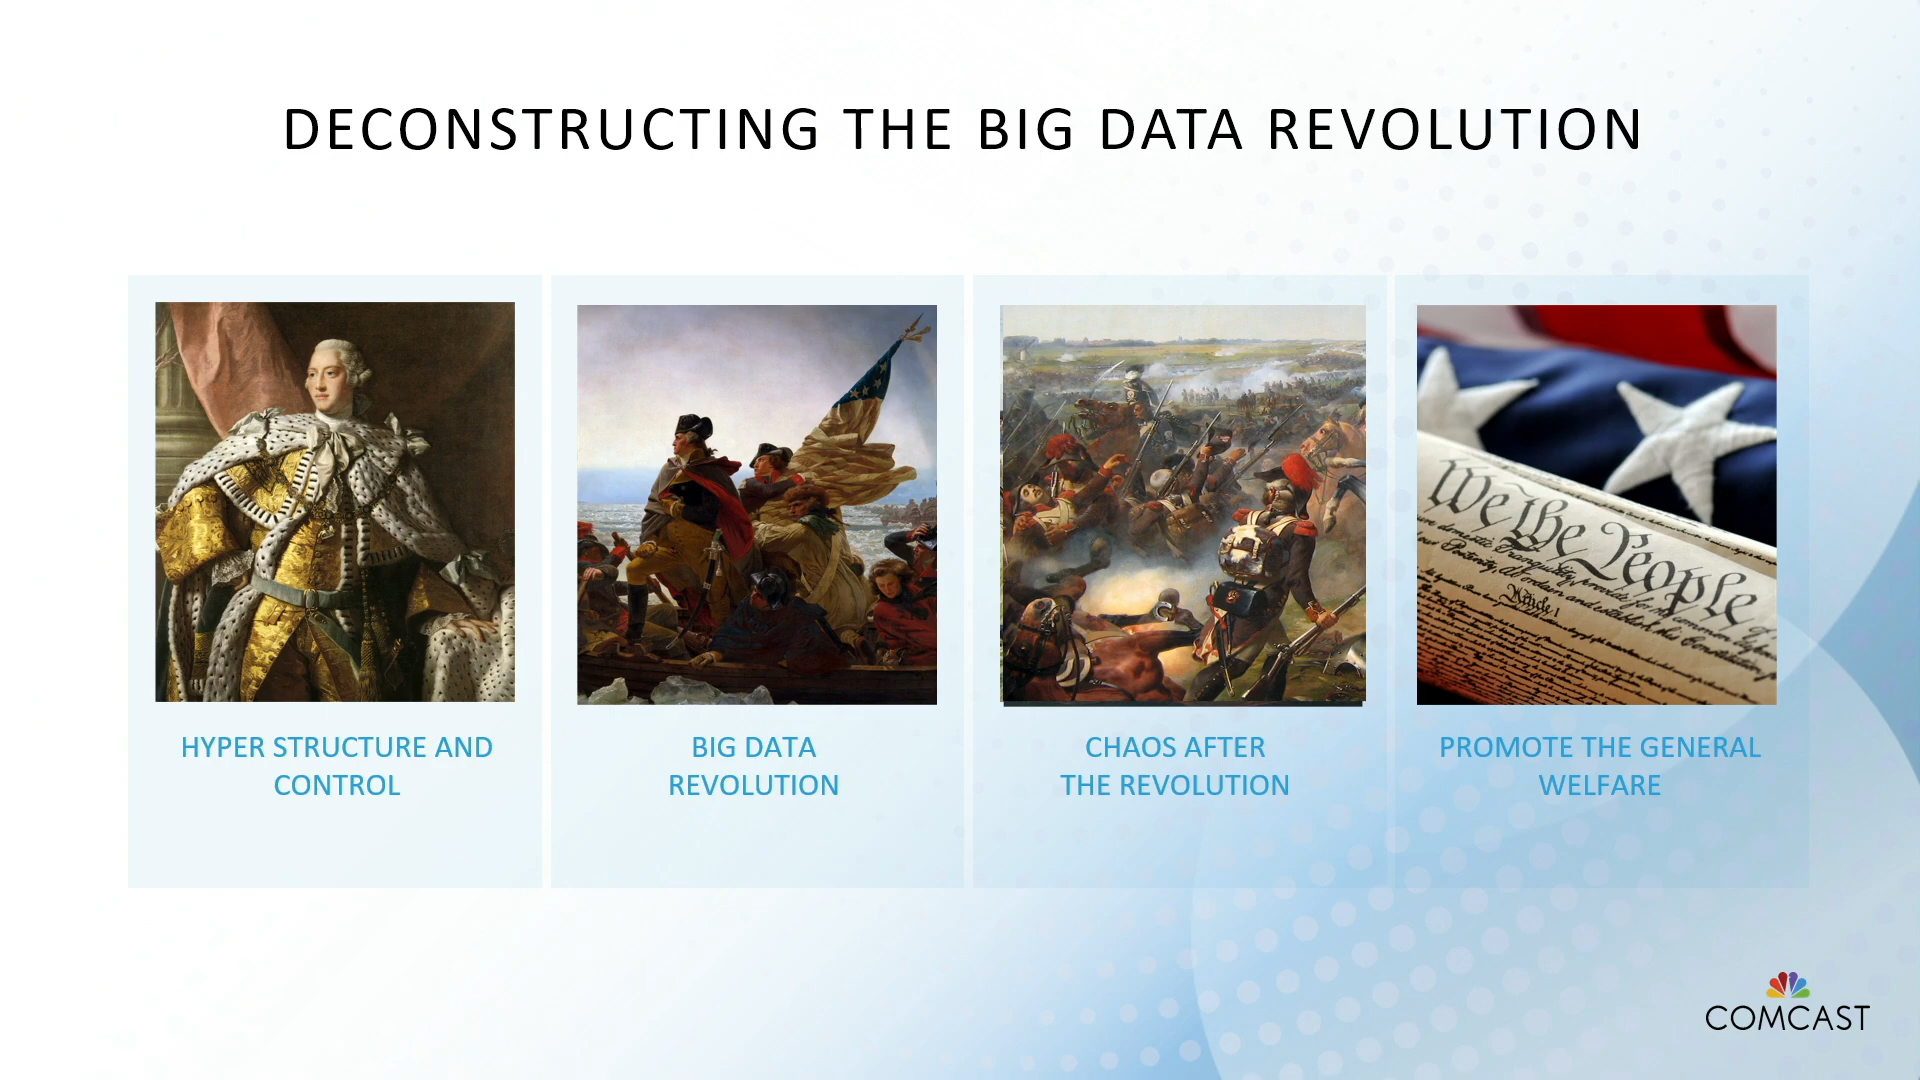 DECONSTRUCTING THE BIG DATA REVOLUTION
HYPER STRUCTURE AND
CONTROL
BIG DATA
REVOLUTION
CHAOS AFTER
THE REVOLUTION
We the People
Article I
PROMOTE THE GENERAL
WELFARE
COMCAST